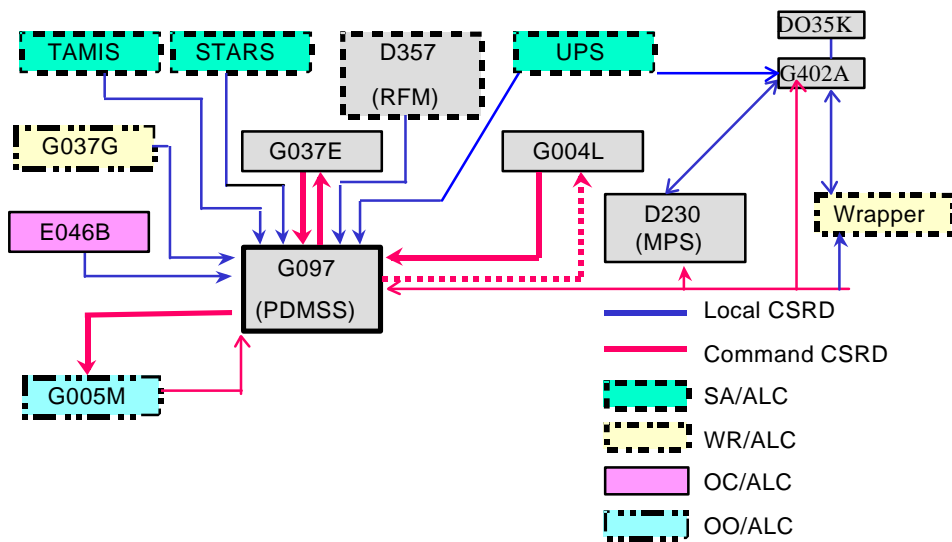 DO35K
TAMIS
STARS
D357
(RFM)
UPS
G402A
G037G
G037E
G004L
E046B
D230
(MPS)
Wrapper
G097
(PDMSS)
G005M
Local CSRD
Command CSRD
SA/ALC
WR/ALC
OC/ALC
OO/ALC